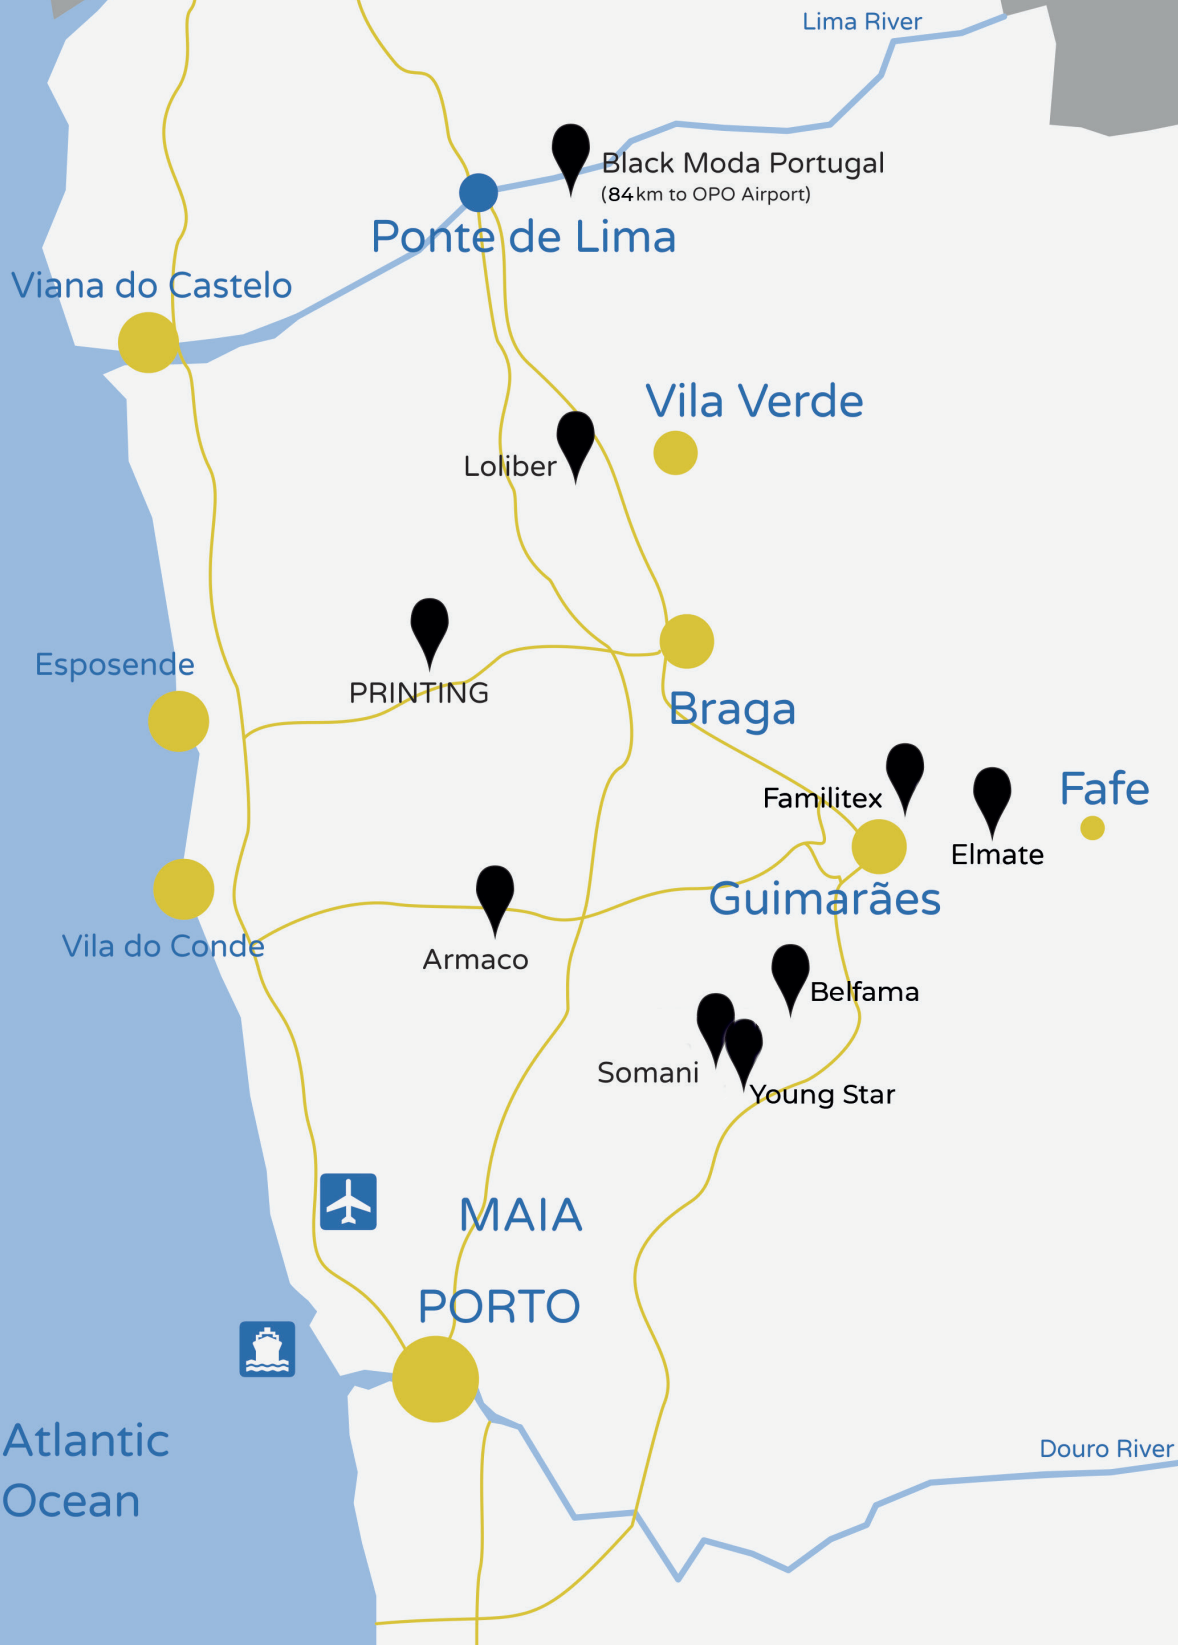 Lima River
Black Moda Portugal
(84km to OPO Airport)
Ponte de Lima
Viana do Castelo
Vila Verde
Loliber
Esposende
PRINTING
Braga
Fafe
Familitex
Elmate
Guimarães
Vila do Conde
Armaco
Belfama
Somani
Young Star
MAIA
PORTO
Atlantic
Ocean
Douro River